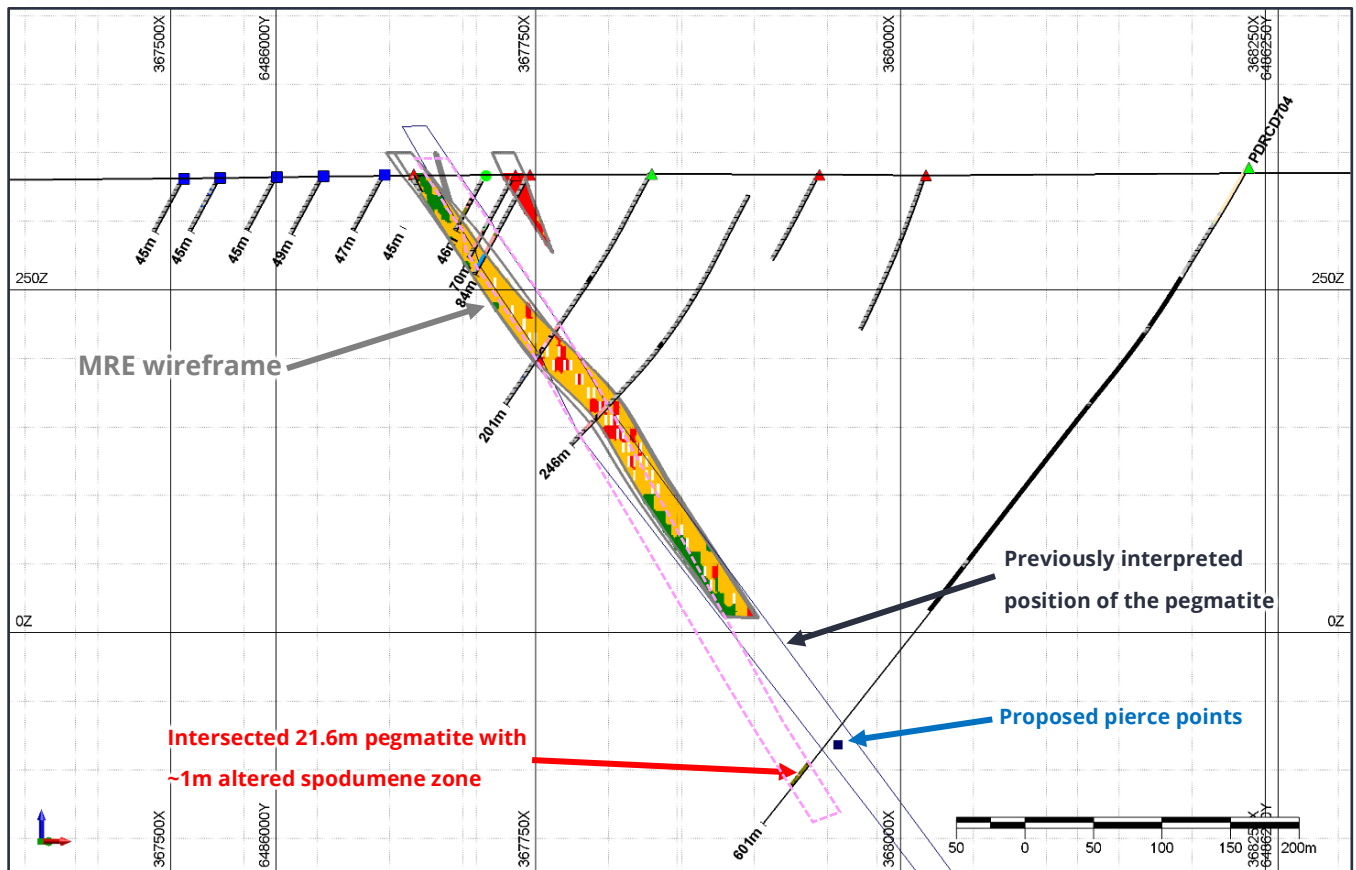 367500X
6486000Y
367750X
368000X
368250X
6486250Y
PDRCD704
45m
45m
45m
49m
47m
45m
46m
70m
84m
250Z
250Z
MRE wireframe
201m
246m
Previously interpreted
position of the pegmatite
0Z
0Z
Proposed pierce points
Intersected 21.6m pegmatite with
~1m altered spodumene zone
601m
367500X
6486000Y
367750X
368000X
368250X
6486250Y
50 0 50 100 150 200m